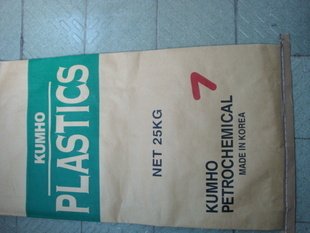 KUMHO
PLASTICS
NET 25KG
7
KUMHO
PETROCHEMICAL
MADE IN KOREA